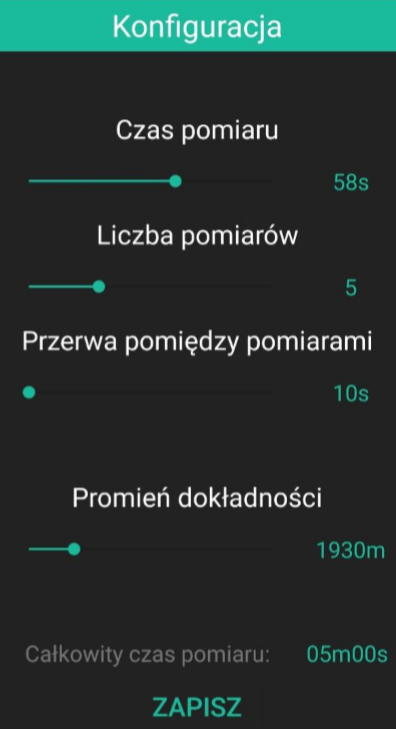 Konfiguracja
Czas pomiaru
58s
Liczba pomiarów
5
Przerwa pomiędzy pomiarami
10s
Promień dokładności
1930m
Całkowity czas pomiaru: 05m00s
ZAPISZ